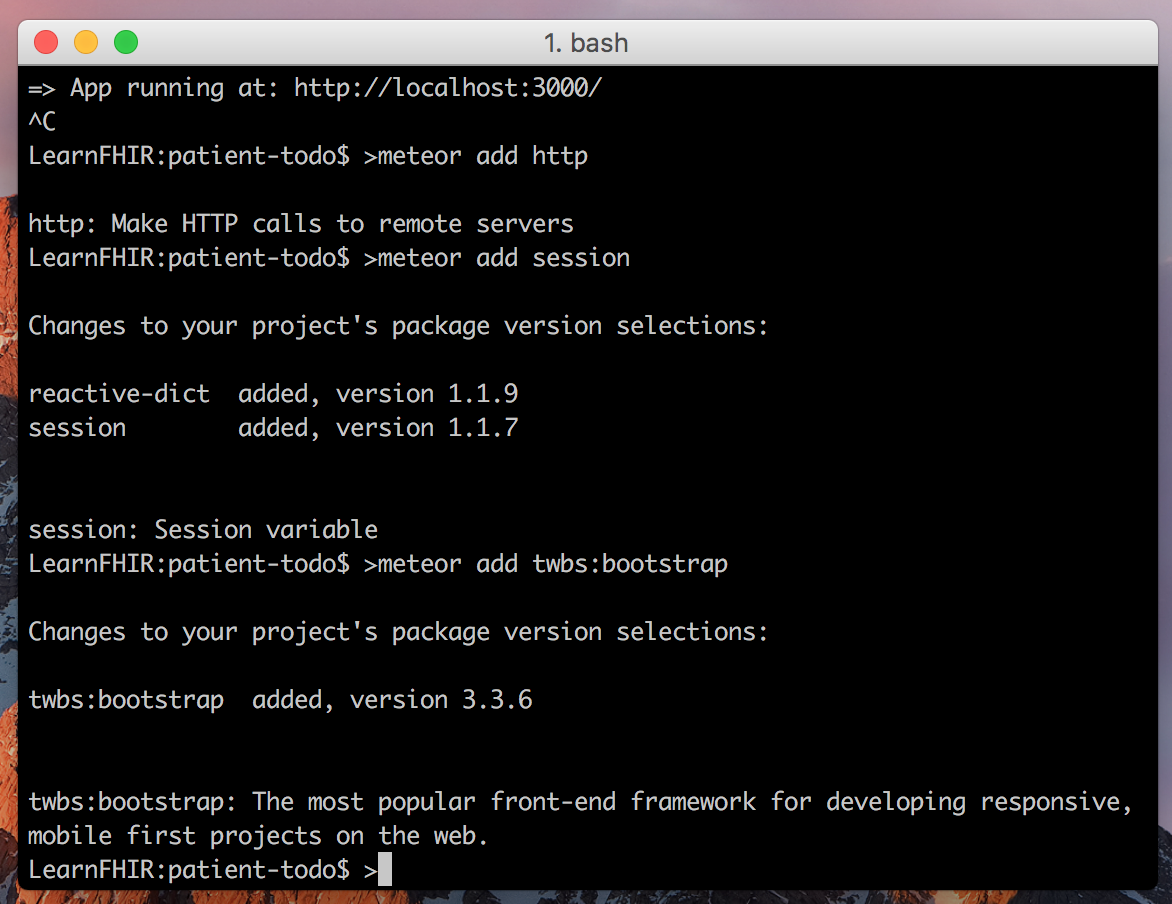 1. bash
=> App running at: http://localhost:3000/
^C
LearnFHIR:patient-todo$ >meteor add http
http: Make HTTP calls to remote servers
LearnFHIR:patient-todo$ >meteor add session
Changes to your project's package version selections:
reactive-dict  added, version 1.1.9
session        added, version 1.1.7
session: Session variable
LearnFHIR:patient-todo$ >meteor add twbs:bootstrap
Changes to your project's package version selections:
twbs:bootstrap  added, version 3.3.6
twbs:bootstrap: The most popular front-end framework for developing responsive,
mobile first projects on the web.
LearnFHIR:patient-todo$ >